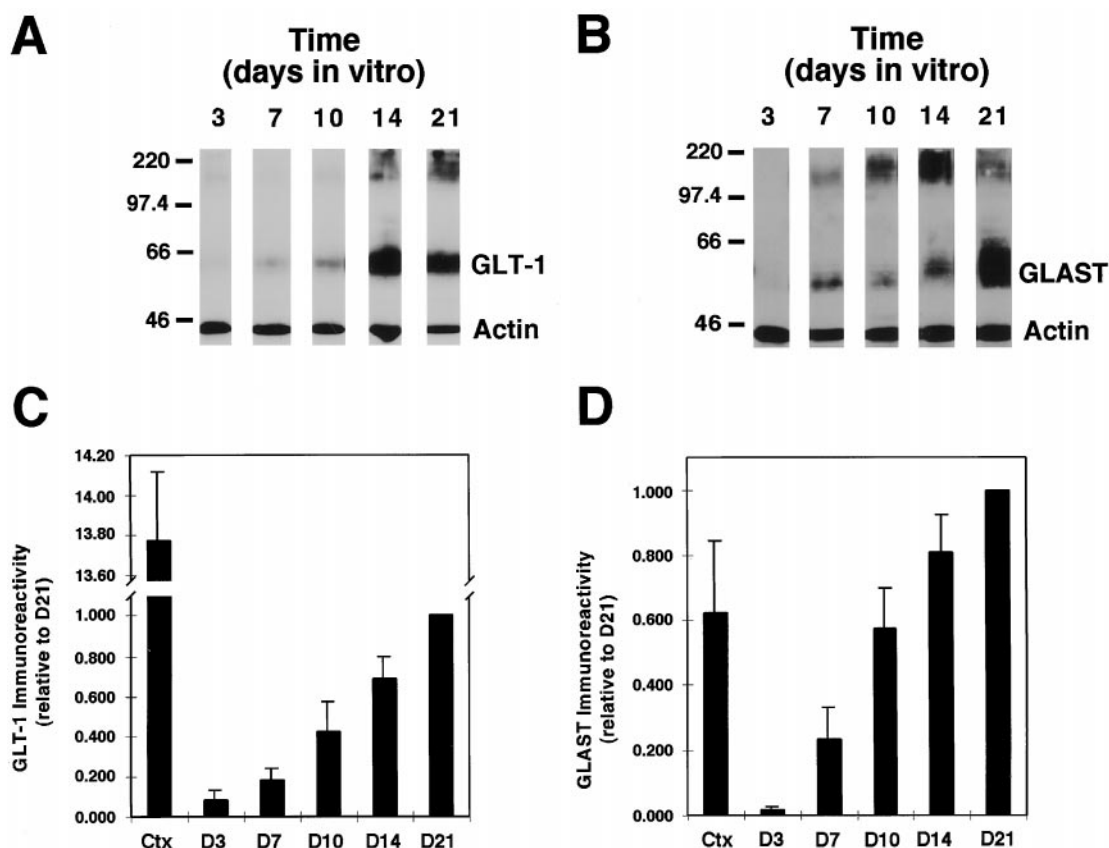 A
Time
(days in vitro)
3 7 10 14 21
220
97.4
66
46
GLT-1
Actin
B
Time
(days in vitro)
3 7 10 14 21
220
97.4
66
46
GLAST
Actin
C
GLT-1 Immunoreactivity
(relative to D21)
14.20
14.00
13.80
13.60
1.000
0.800
0.600
0.400
0.200
0.000
Ctx D3 D7 D10 D14 D21
D
GLAST Immunoreactivity
(relative to D21)
1.000
0.800
0.600
0.400
0.200
0.000
Ctx D3 D7 D10 D14 D21